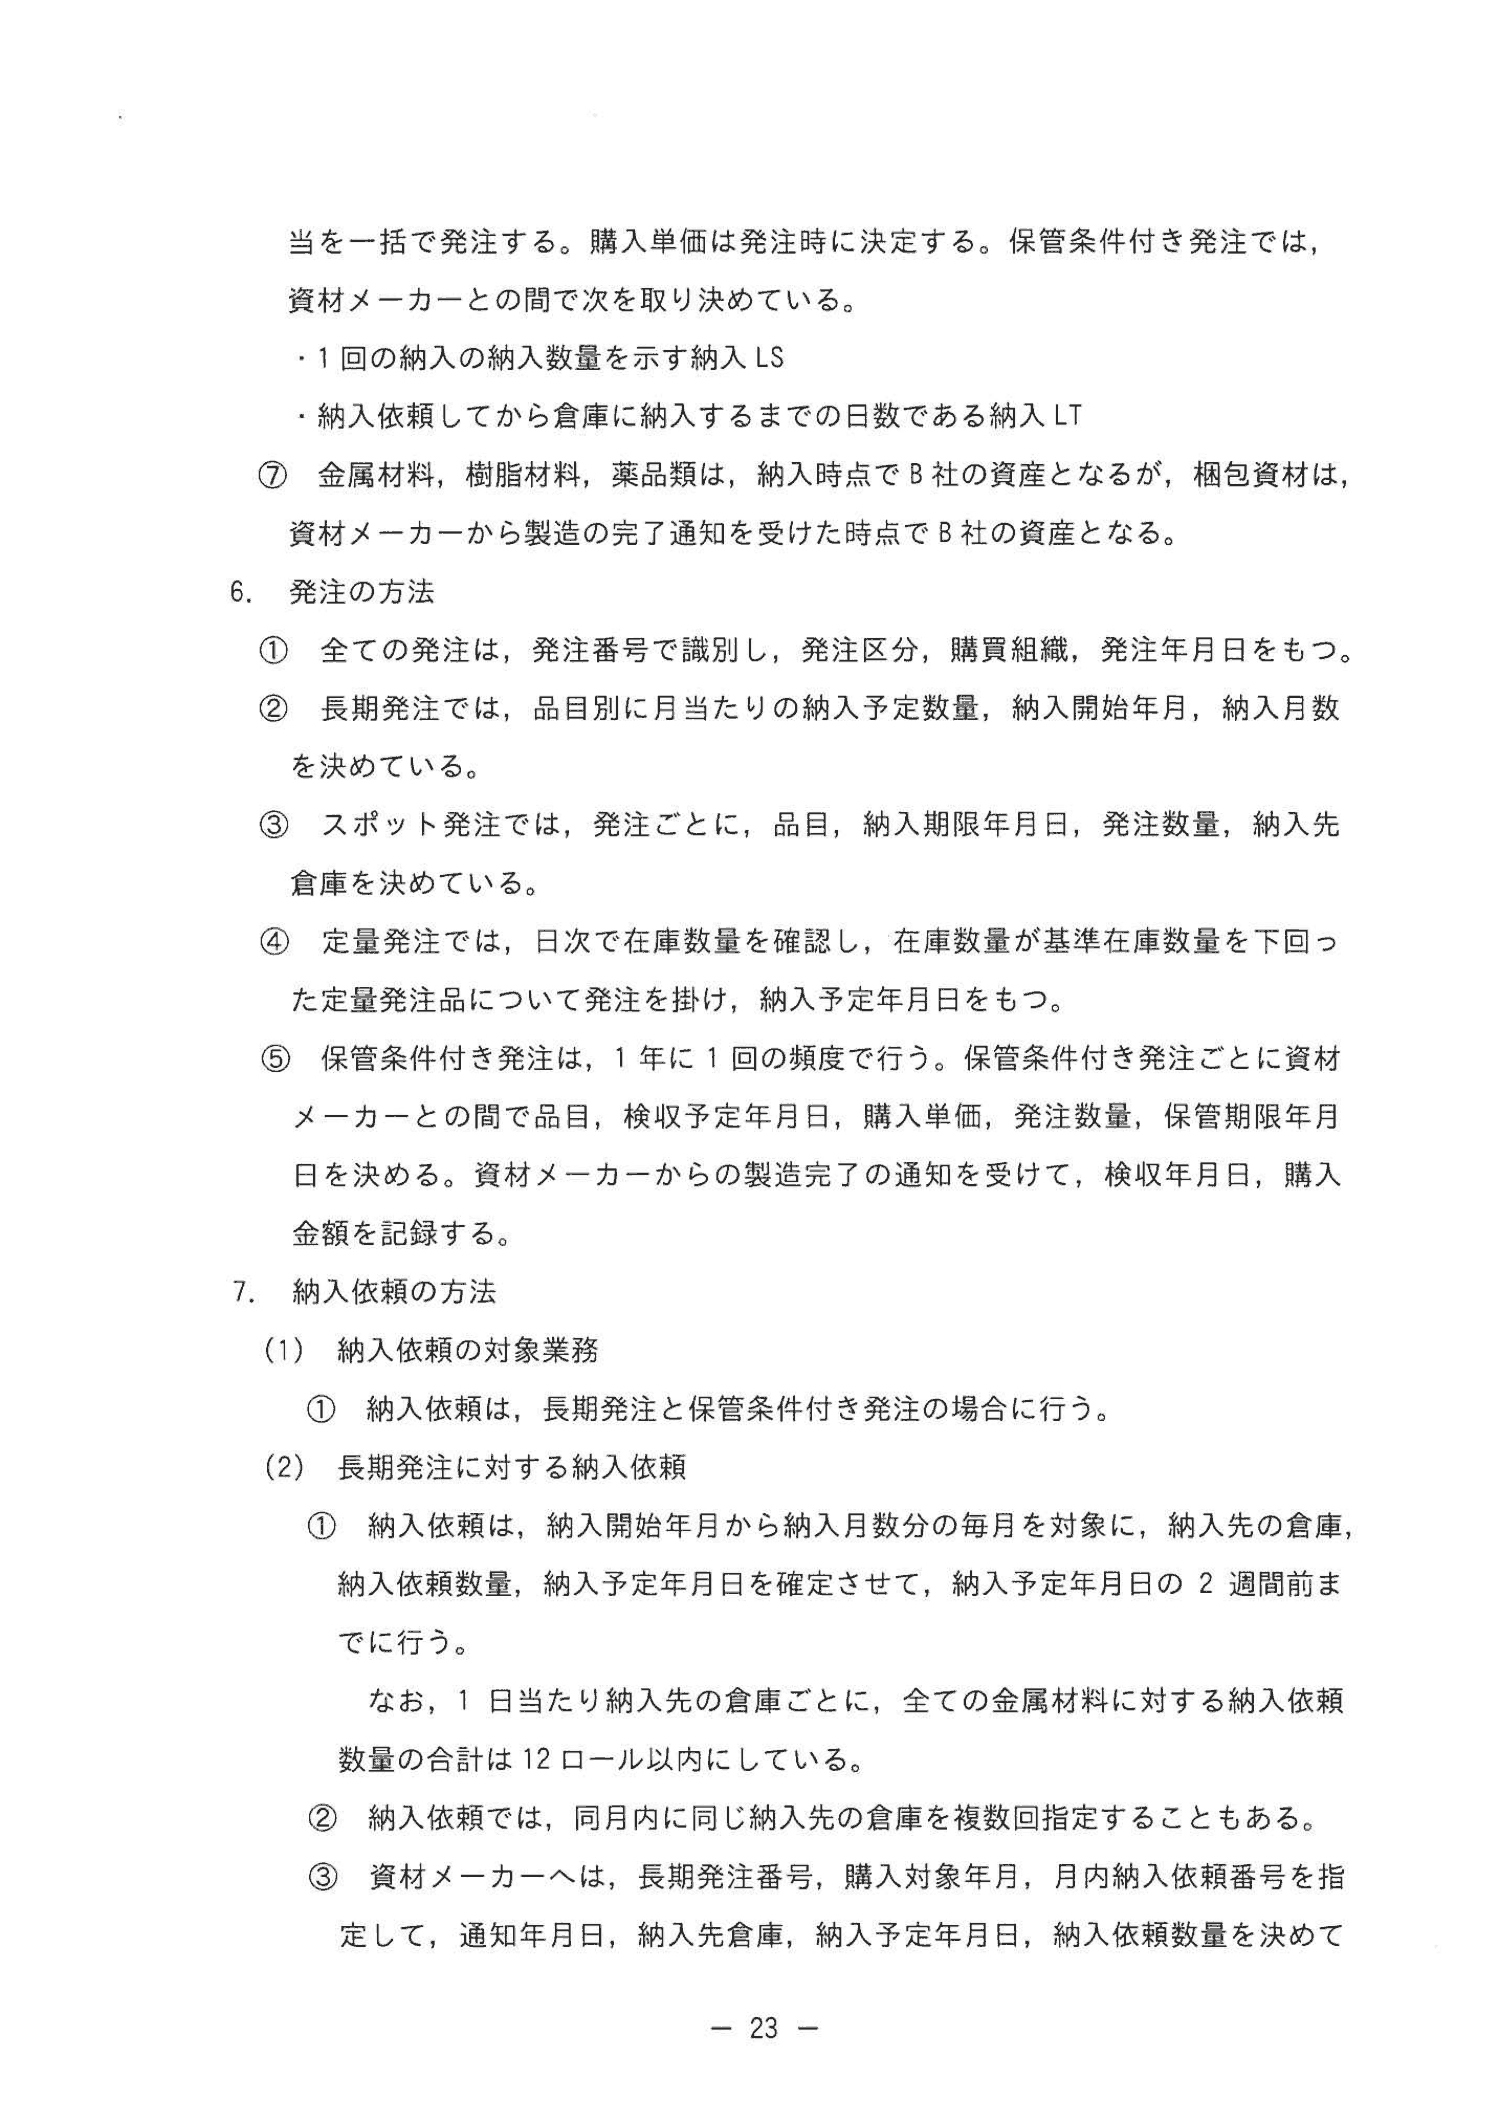 当を一括で発注する。購入単価は発注時に決定する。保管条件付き発注では，
資材メーカーとの間で次を取り決めている。
・1 回の納入の納入数量を示す納入 LS
・納入依頼してから倉庫に納入するまでの日数である納入 LT
⑦　金属材料，樹脂材料，薬品類は，納入時点で B 社の資産となるが，梱包資材は，
資材メーカーから製造の完了通知を受けた時点で B 社の資産となる。
6.　発注の方法
①　全ての発注は，発注番号で識別し，発注区分，購買組織，発注年月日をもつ。
②　長期発注では，品目別に月当たりの納入予定数量，納入開始年月，納入月数
を決めている。
③　スポット発注では，発注ごとに，品目，納入期限年月日，発注数量，納入先
倉庫を決めている。
④　定量発注では，日次で在庫数量を確認し，在庫数量が基準在庫数量を下回っ
た定量発注品について発注を掛け，納入予定年月日をもつ。
⑤　保管条件付き発注は，1 年に 1 回の頻度で行う。保管条件付き発注ごとに資材
メーカーとの間で品目，検収予定年月日，購入単価，発注数量，保管期限年月
日を決める。資材メーカーからの製造完了の通知を受けて，検収年月日，購入
金額を記録する。
7.　納入依頼の方法
(1)　納入依頼の対象業務
①　納入依頼は，長期発注と保管条件付き発注の場合に行う。
(2)　長期発注に対する納入依頼
①　納入依頼は，納入開始年月から納入月数分の毎月を対象に，納入先の倉庫，
納入依頼数量，納入予定年月日を確定させて，納入予定年月日の 2 週間前ま
でに行う。
なお，1 日当たり納入先の倉庫ごとに，全ての金属材料に対する納入依頼
数量の合計は 12 ロール以内にしている。
②　納入依頼では，同月内に同じ納入先の倉庫を複数回指定することもある。
③　資材メーカーへは，長期発注番号，購入対象年月，月内納入依頼番号を指
定して，通知年月日，納入先倉庫，納入予定年月日，納入依頼数量を決めて
－ 23 －